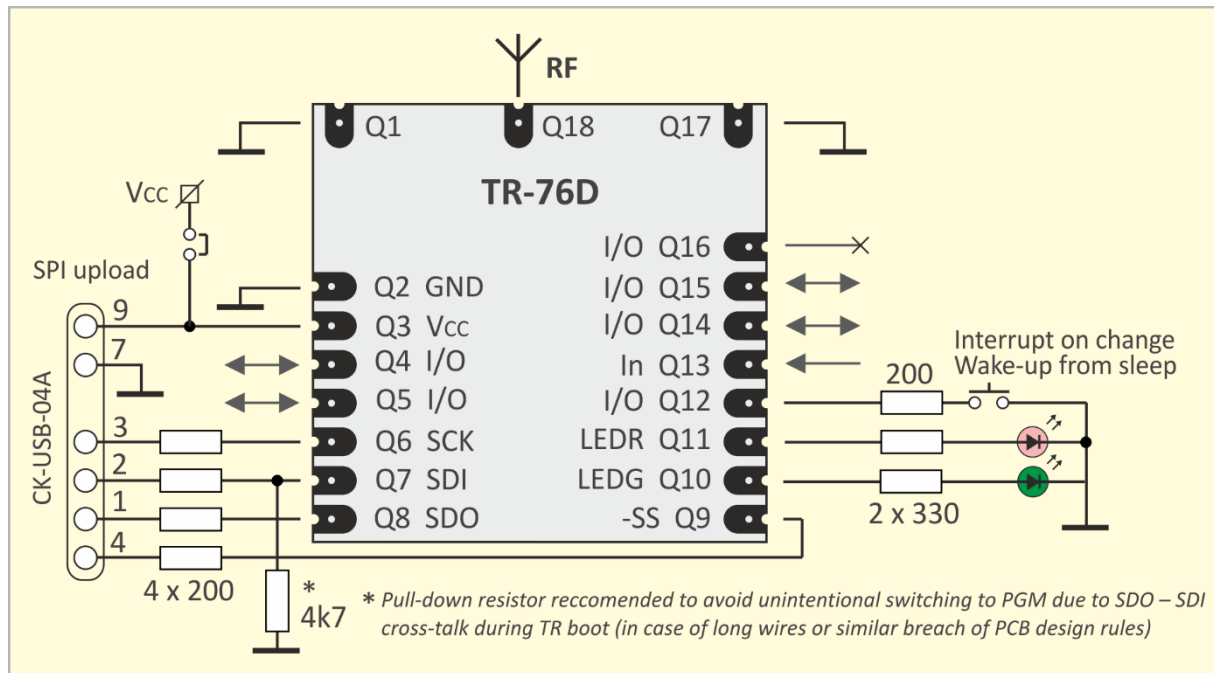 RF
Q1
Q18
Q17
TR-76D
Vcc
SPI upload
CK-USB-04A
9
7
3
2
1
4
4 x 200
*
4k7
Q2 GND
Q3 Vcc
Q4 I/O
Q5 I/O
Q6 SCK
Q7 SDI
Q8 SDO
I/O Q16
I/O Q15
I/O Q14
In Q13
I/O Q12
LEDR Q11
LEDG Q10
-SS Q9
Interrupt on change
Wake-up from sleep
200
2 x 330
* Pull-down resistor reccomended to avoid unintentional switching to PGM due to SDO – SDI
cross-talk during TR boot (in case of long wires or similar breach of PCB design rules)